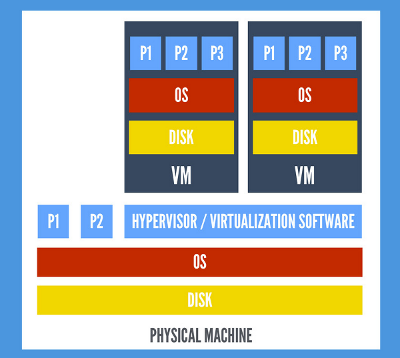 P1 P2 P3 P1 P2 P3
OS OS
DISK DISK
VM VM
P1 P2 HYPERVISOR / VIRTUALIZATION SOFTWARE
OS
DISK
PHYSICAL MACHINE